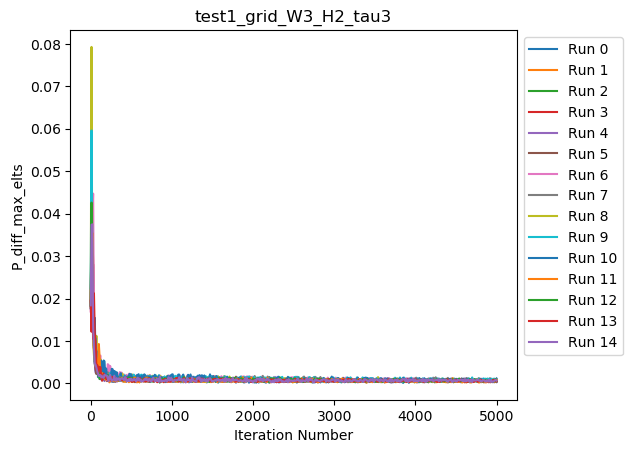 test1_grid_W3_H2_tau3
P_diff_max_elts
0.08
0.07
0.06
0.05
0.04
0.03
0.02
0.01
0.00
0 1000 2000 3000 4000 5000
Iteration Number
Run 0
Run 1
Run 2
Run 3
Run 4
Run 5
Run 6
Run 7
Run 8
Run 9
Run 10
Run 11
Run 12
Run 13
Run 14